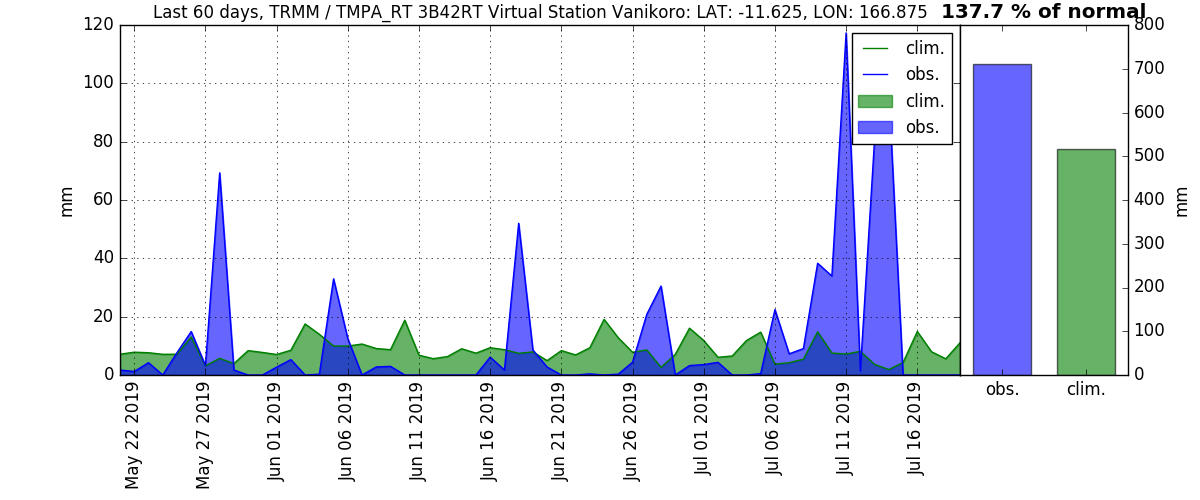 Last 60 days, TRMM / TMPA_RT 3B42RT Virtual Station Vanikoro: LAT: -11.625, LON: 166.875
137.7 % of normal
120
100
80
60
40
20
0
mm
clim.
obs.
clim.
obs.
May 22 2019
May 27 2019
Jun 01 2019
Jun 06 2019
Jun 11 2019
Jun 16 2019
Jun 21 2019
Jun 26 2019
Jul 01 2019
Jul 06 2019
Jul 11 2019
Jul 16 2019
800
700
600
500
400
300
200
100
0
mm
obs.
clim.